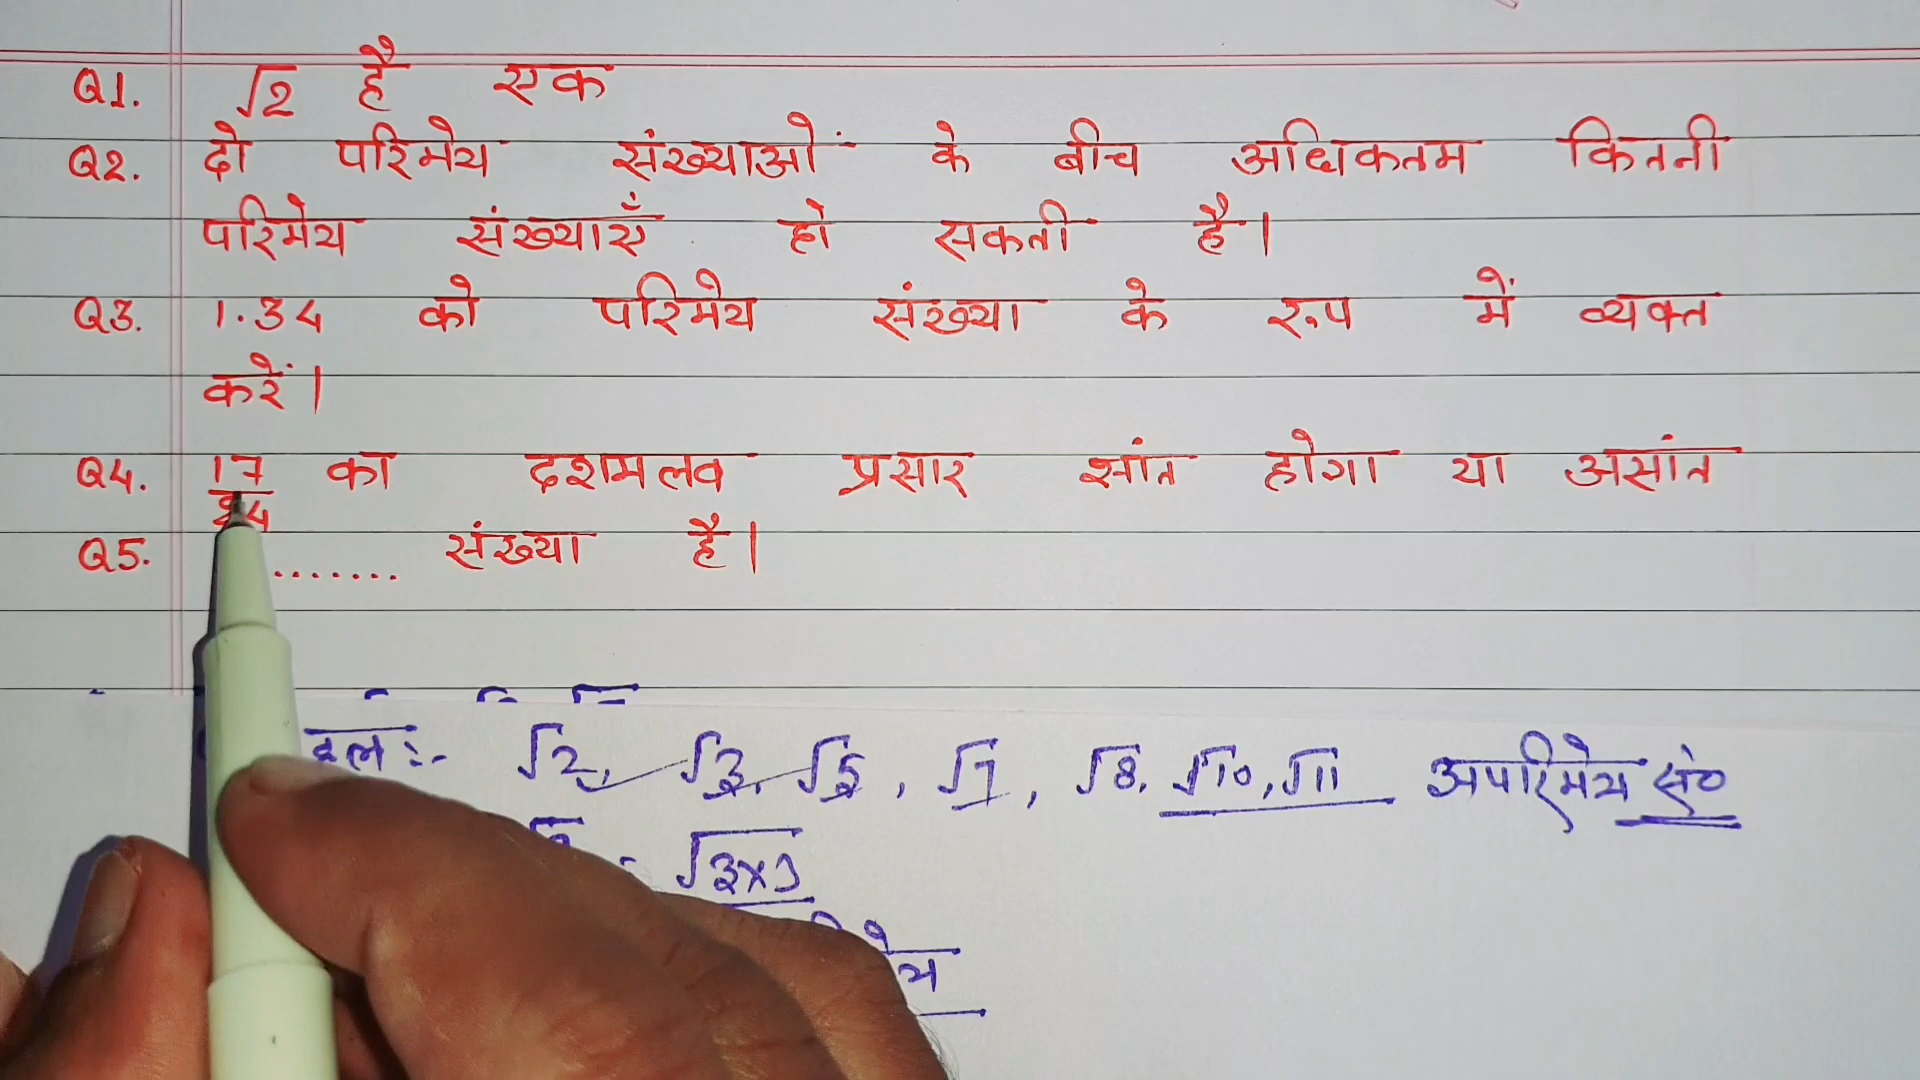 Q1. √2 है एक
Q2. दो परिमेय संख्याओं के बीच अधिकतम कितनी
परिमेय संख्याएँ हो सकती है।
Q3. 1.34 को परिमेय संख्या के रूप में व्यक्त
करें।
Q4. 17 का दशमलव प्रसार सांत होगा या असांत
Q5. ....... संख्या है।
हल :- √2, √3, √5, √7, √8, √10, √11 अपरिमेय सं०
√3×3